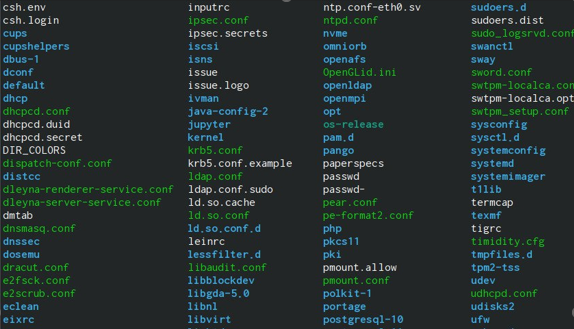 csh.env inputrc ntp.conf-eth0.sv sudoers.d
csh.login ipsec.conf ntpd.conf sudoers.dist
cups ipsec.secrets nvme sudo_logsrvd.conf
cupshelpers iscsi omniorb swanctl
dbus-1 isns openafs sway
dconf issue OpenGLid.ini sword.conf
default issue.logo openldap swtpm-localca.con
dhcp ivman openmpi swtpm-localca.opt
dhcpcd.conf java-config-2 opt swtpm_setup.conf
dhcpcd.duid jupyter os-release sysconfig
dhcpcd.secret kernel pam.d sysctl.d
DIR_COLORS krb5.conf pango systemconfig
dispatch-conf.conf krb5.conf.example paperspecs systemd
distcc ldap.conf passwd systemimager
dleyna-renderer-service.conf ldap.conf.sudo passwd- t1lib
dleyna-server-service.conf ld.so.cache pear.conf termcap
dmtab ld.so.conf pe-format2.conf texmf
dnsmasq.conf ld.so.conf.d php tigrc
dnssec leinrc pkcs11 timidity.cfg
dosemu lessfilter.d pki tmpfiles.d
dracut.conf libaudit.conf pmount.allow tpm2-tss
e2fsck.conf libblockdev pmount.conf udev
e2scrub.conf libgda-5.0 polkit-1 udhcpd.conf
eclean libnl portage udisks2
eixrc libvirt postgresql-10 ufw